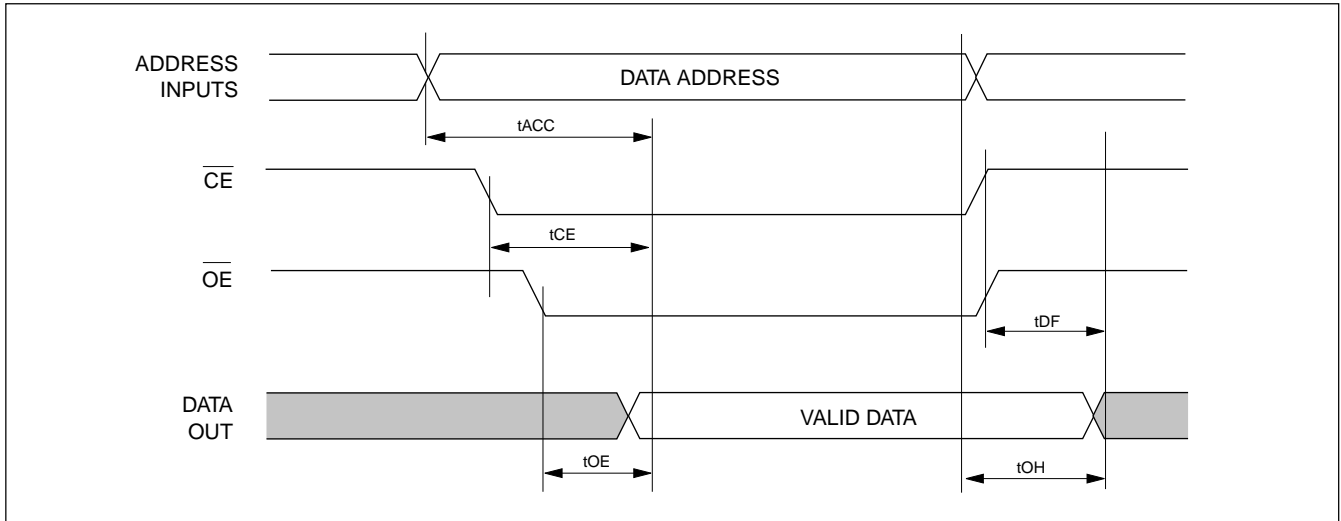 ADDRESS
INPUTS
DATA ADDRESS
tACC
CE
tCE
OE
tDF
DATA
OUT
VALID DATA
tOE
tOH